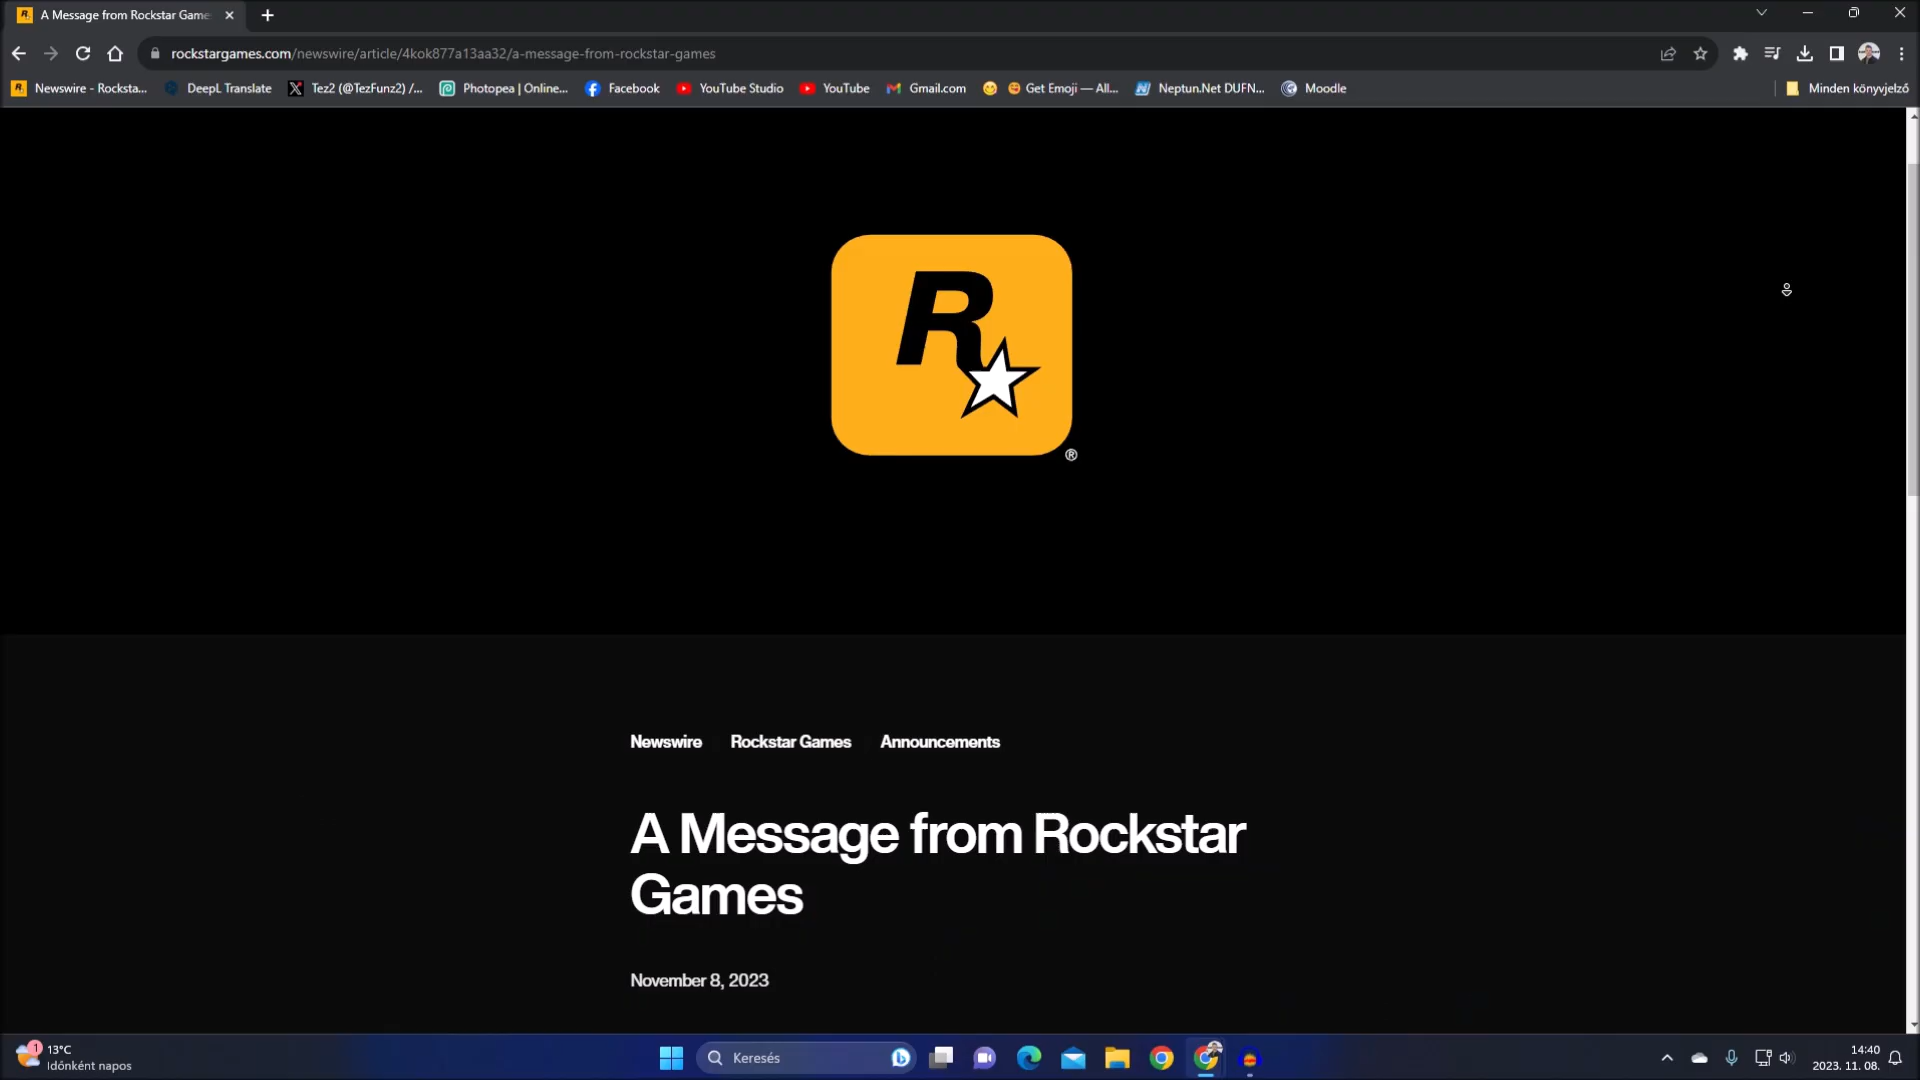 A Message from Rockstar Game
rockstargames.com/newswire/article/4kok877a13aa32/a-message-from-rockstar-games
Newswire - Rocksta... DeepL Translate Tez2 (@TezFunz2) /... Photopea | Online... Facebook YouTube Studio YouTube Gmail.com Get Emoji — All... Neptun.Net DUFN... Moodle Minden könyvjelző
R
®
Newswire Rockstar Games Announcements
A Message from Rockstar
Games
November 8, 2023
1 13°C
Időnként napos
Keresés
14:40
2023. 11. 08.